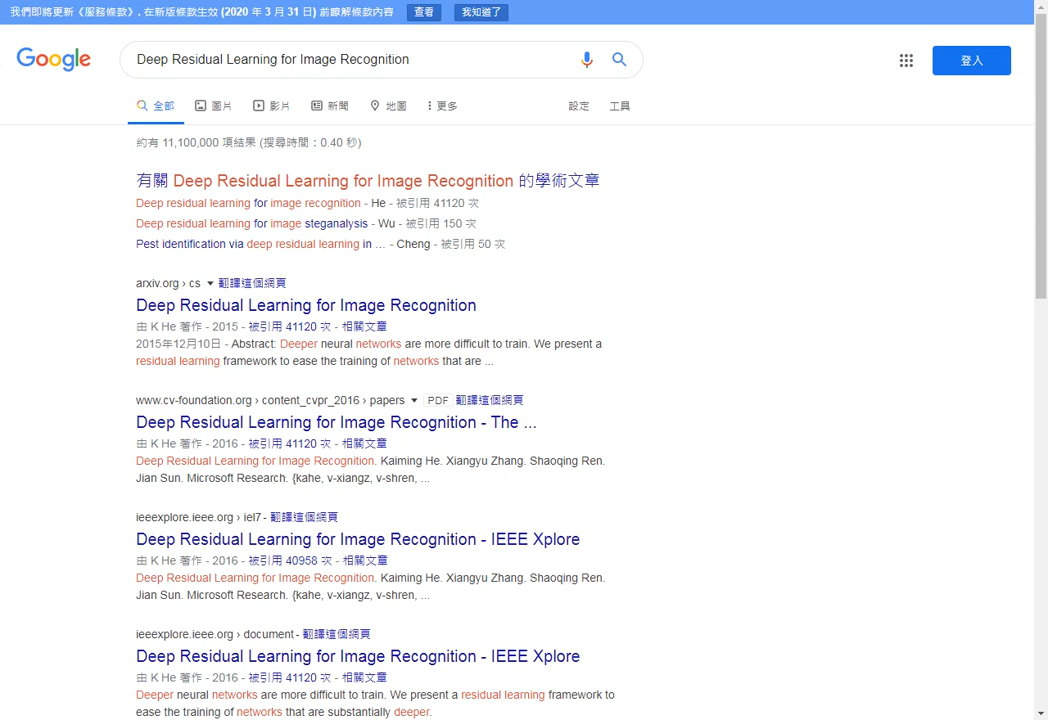 我們即將更新《服務條款》. 在新版條款生效 (2020 年 3 月 31 日) 前瞭解條款內容 查看 我知道了
Google Deep Residual Learning for Image Recognition 登入
全部 圖片 影片 新聞 地圖 更多 設定 工具
約有 11,100,000 項結果 (搜尋時間：0.40 秒)
有關 Deep Residual Learning for Image Recognition 的學術文章
Deep residual learning for image recognition - He - 被引用 41120 次
Deep residual learning for image steganalysis - Wu - 被引用 150 次
Pest identification via deep residual learning in ... - Cheng - 被引用 50 次
arxiv.org › cs 翻譯這個網頁
Deep Residual Learning for Image Recognition
由 K He 著作 - 2015 - 被引用 41120 次 - 相關文章
2015年12月10日 - Abstract: Deeper neural networks are more difficult to train. We present a
residual learning framework to ease the training of networks that are ...
www.cv-foundation.org › content_cvpr_2016 › papers PDF 翻譯這個網頁
Deep Residual Learning for Image Recognition - The ...
由 K He 著作 - 2016 - 被引用 41120 次 - 相關文章
Deep Residual Learning for Image Recognition. Kaiming He. Xiangyu Zhang. Shaoqing Ren.
Jian Sun. Microsoft Research. {kahe, v-xiangz, v-shren, ...
ieeexplore.ieee.org › iel7 - 翻譯這個網頁
Deep Residual Learning for Image Recognition - IEEE Xplore
由 K He 著作 - 2016 - 被引用 40958 次 - 相關文章
Deep Residual Learning for Image Recognition. Kaiming He. Xiangyu Zhang. Shaoqing Ren.
Jian Sun. Microsoft Research. {kahe, v-xiangz, v-shren, ...
ieeexplore.ieee.org › document - 翻譯這個網頁
Deep Residual Learning for Image Recognition - IEEE Xplore
由 K He 著作 - 2016 - 被引用 41120 次 - 相關文章
Deeper neural networks are more difficult to train. We present a residual learning framework to
ease the training of networks that are substantially deeper.